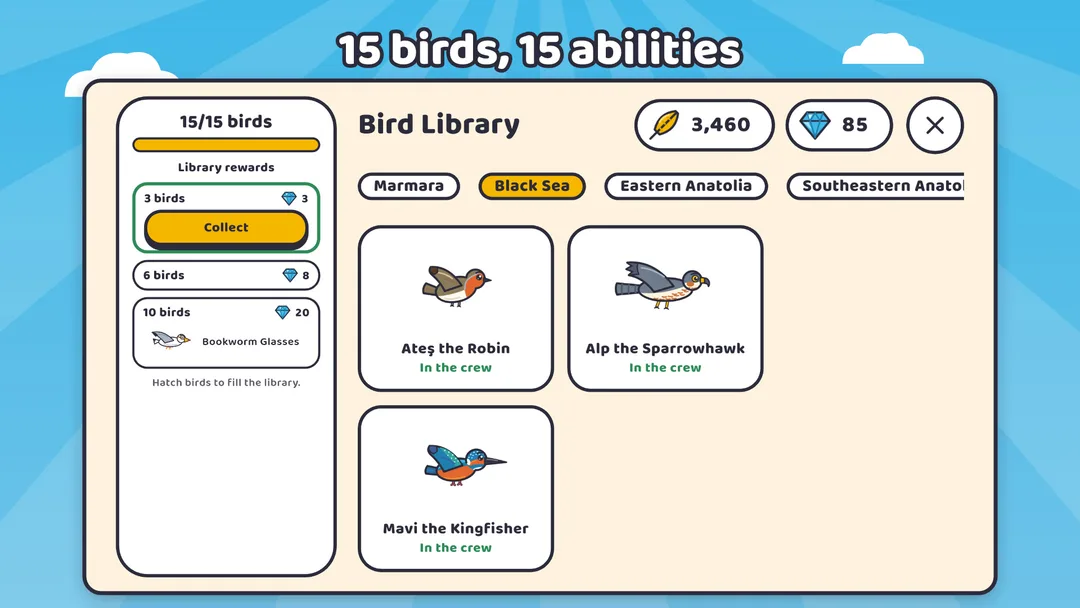 15 birds, 15 abilities
15/15 birds
Library rewards
3 birds 3
Collect
6 birds 8
10 birds 20
Bookworm Glasses
Hatch birds to fill the library.
Bird Library
3,460
85
Marmara
Black Sea
Eastern Anatolia
Southeastern Anatol
Ateş the Robin
In the crew
Alp the Sparrowhawk
In the crew
Mavi the Kingfisher
In the crew